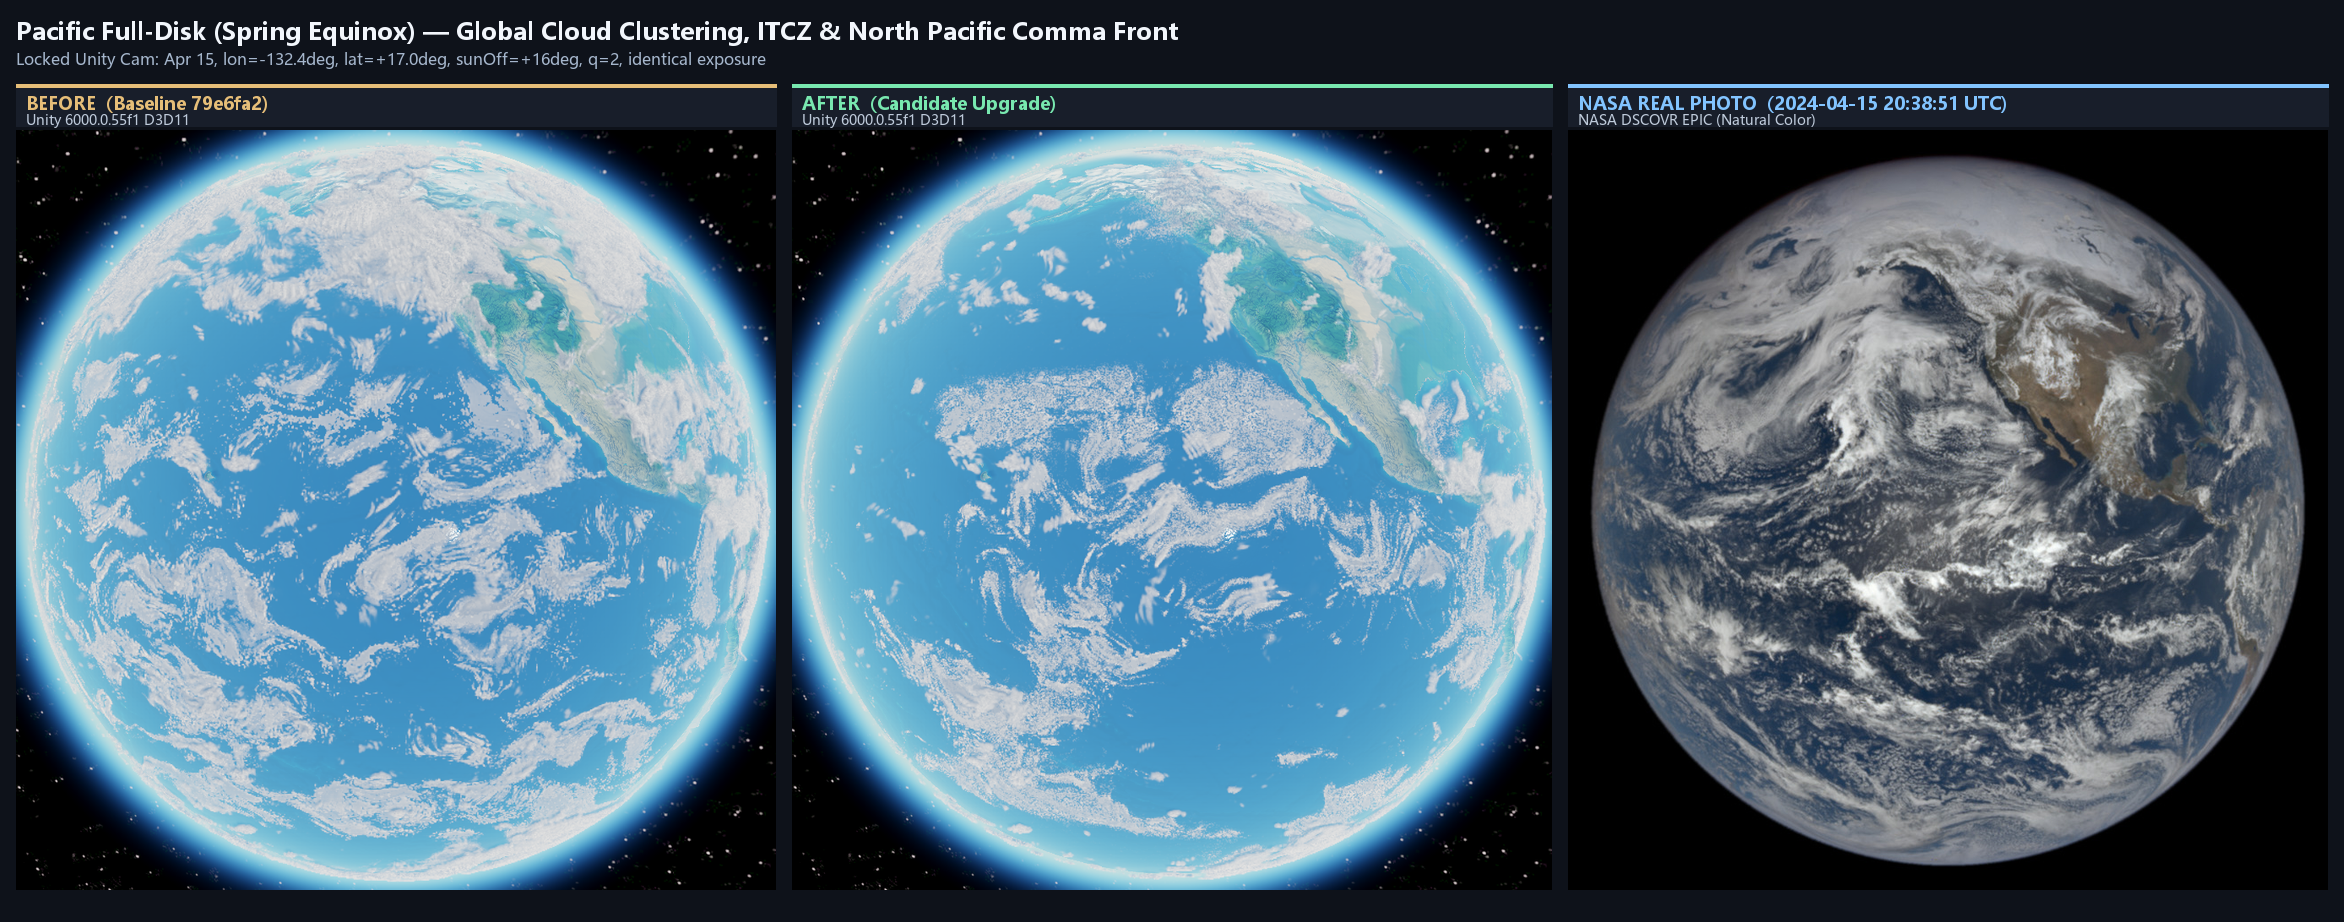 Pacific Full-Disk (Spring Equinox) — Global Cloud Clustering, ITCZ & North Pacific Comma Front
Locked Unity Cam: Apr 15, lon=-132.4deg, lat=+17.0deg, sunOff=+16deg, q=2, identical exposure
BEFORE (Baseline 79e6fa2)
Unity 6000.0.55f1 D3D11
AFTER (Candidate Upgrade)
Unity 6000.0.55f1 D3D11
NASA REAL PHOTO (2024-04-15 20:38:51 UTC)
NASA DSCOVR EPIC (Natural Color)